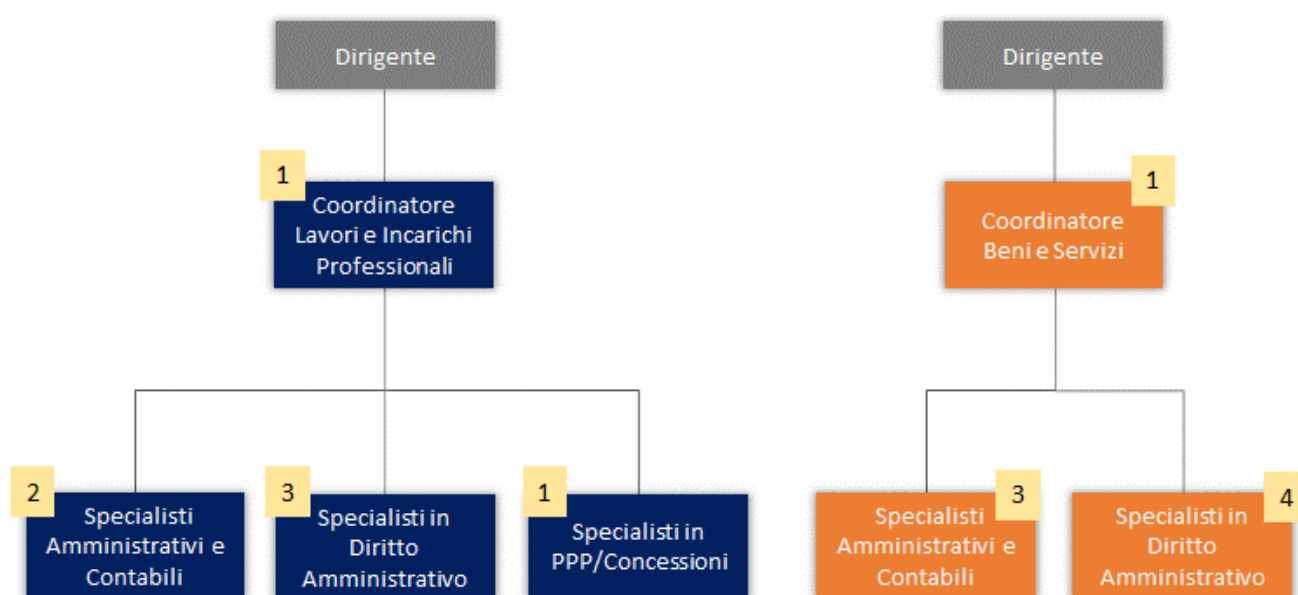 Dirigente
Dirigente
1
Coordinatore
Lavori e Incarichi
Professionali
1
Coordinatore
Beni e Servizi
2
Specialisti
Amministrativi e
Contabili
3
Specialisti in
Diritto
Amministrativo
1
Specialisti in
PPP/Concessioni
3
Specialisti
Amministrativi e
Contabili
4
Specialisti in
Diritto
Amministrativo